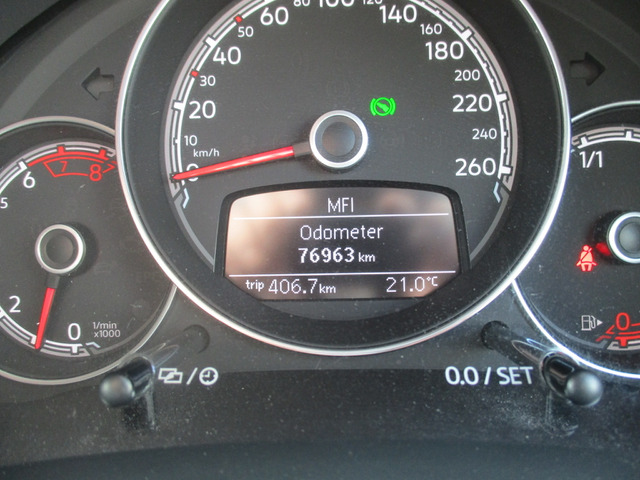 80 100 120
60 140
40 160 180
30 200
20 220
10 240
km/h
0 260
5 6 7 8
2 0
1/min
x1000
1/1
0
MFI
Odometer
76963 km
trip 406.7 km 21.0°C
0.0 / SET